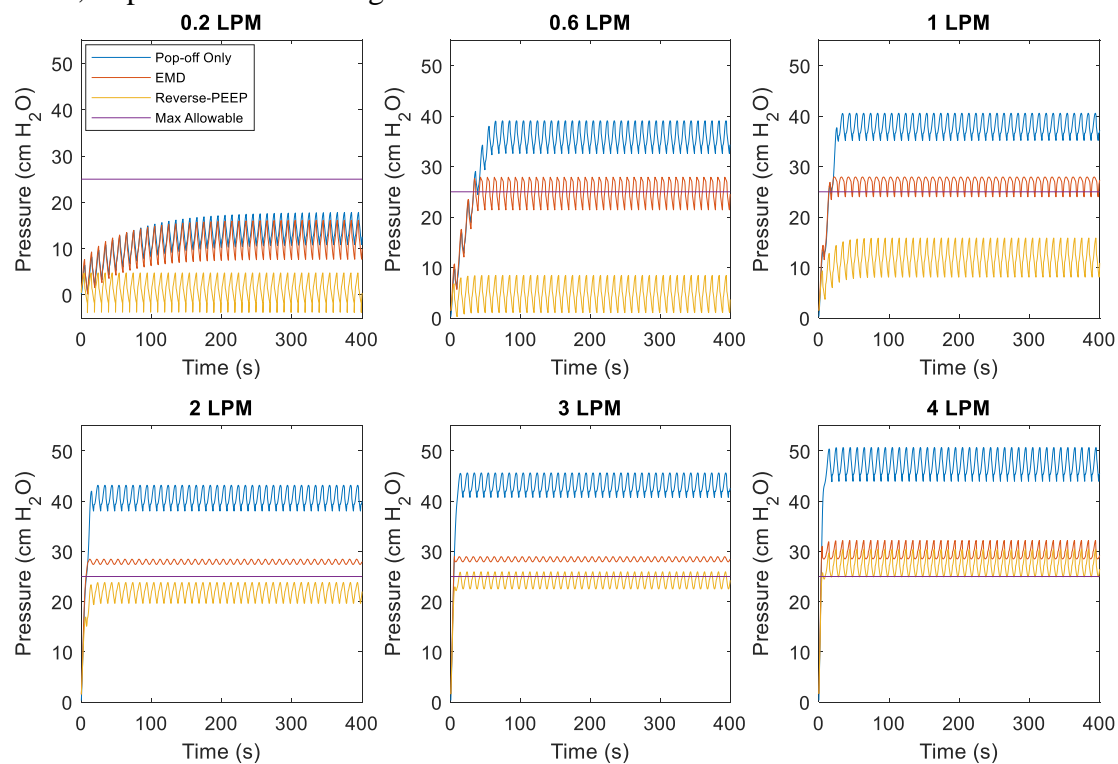 0.2 LPM
0.6 LPM
1 LPM
Pop-off Only
EMD
Reverse-PEEP
Max Allowable
Pressure (cm H2O)
50
40
30
20
10
0
0 100 200 300 400
Time (s)
Pressure (cm H2O)
50
40
30
20
10
0
0 100 200 300 400
Time (s)
Pressure (cm H2O)
50
40
30
20
10
0
0 100 200 300 400
Time (s)
2 LPM
3 LPM
4 LPM
Pressure (cm H2O)
50
40
30
20
10
0
0 100 200 300 400
Time (s)
Pressure (cm H2O)
50
40
30
20
10
0
0 100 200 300 400
Time (s)
Pressure (cm H2O)
50
40
30
20
10
0
0 100 200 300 400
Time (s)